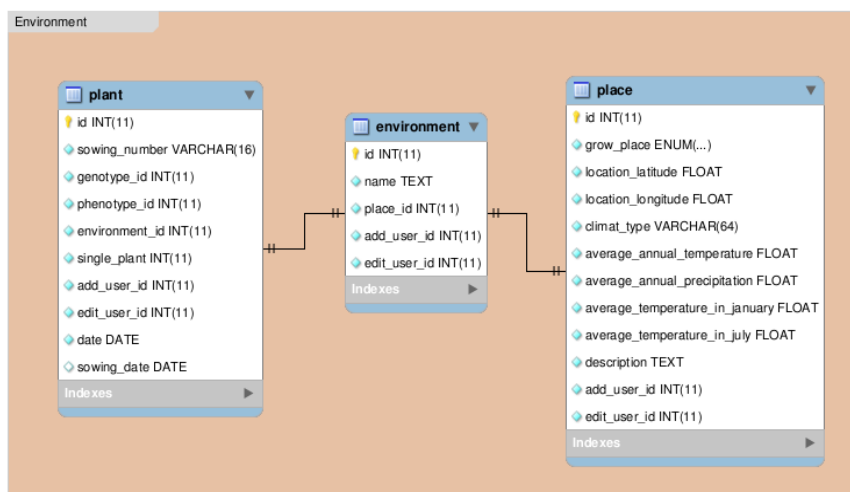 Environment
plant
id INT(11)
sowing_number VARCHAR(16)
genotype_id INT(11)
phenotype_id INT(11)
environment_id INT(11)
single_plant INT(11)
add_user_id INT(11)
edit_user_id INT(11)
date DATE
sowing_date DATE
Indexes
environment
id INT(11)
name TEXT
place_id INT(11)
add_user_id INT(11)
edit_user_id INT(11)
Indexes
place
id INT(11)
grow_place ENUM(...)
location_latitude FLOAT
location_longitude FLOAT
climat_type VARCHAR(64)
average_annual_temperature FLOAT
average_annual_precipitation FLOAT
average_temperature_in_january FLOAT
average_temperature_in_july FLOAT
description TEXT
add_user_id INT(11)
edit_user_id INT(11)
Indexes